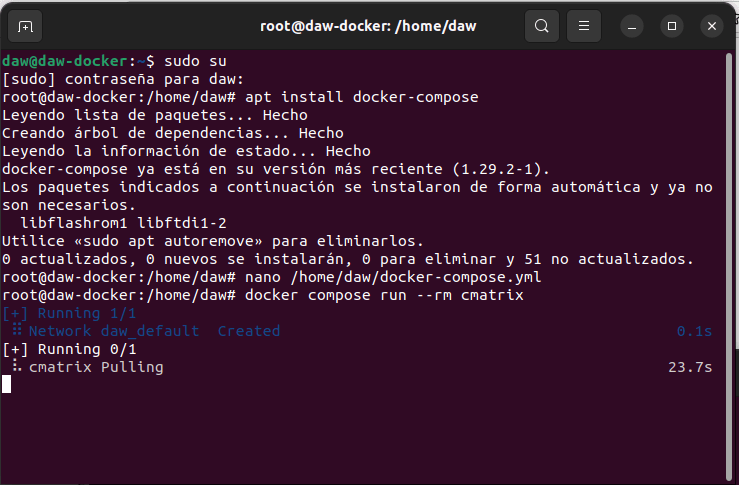 root@daw-docker: /home/daw
daw@daw-docker:~$ sudo su
[sudo] contraseña para daw:
root@daw-docker:/home/daw# apt install docker-compose
Leyendo lista de paquetes... Hecho
Creando árbol de dependencias... Hecho
Leyendo la información de estado... Hecho
docker-compose ya está en su versión más reciente (1.29.2-1).
Los paquetes indicados a continuación se instalaron de forma automática y ya no
son necesarios.
  libflashrom1 libftdi1-2
Utilice «sudo apt autoremove» para eliminarlos.
0 actualizados, 0 nuevos se instalarán, 0 para eliminar y 51 no actualizados.
root@daw-docker:/home/daw# nano /home/daw/docker-compose.yml
root@daw-docker:/home/daw# docker compose run --rm cmatrix
[+] Running 1/1
 ⠿ Network daw_default  Created 0.1s
[+] Running 0/1
 ⠧ cmatrix Pulling 23.7s